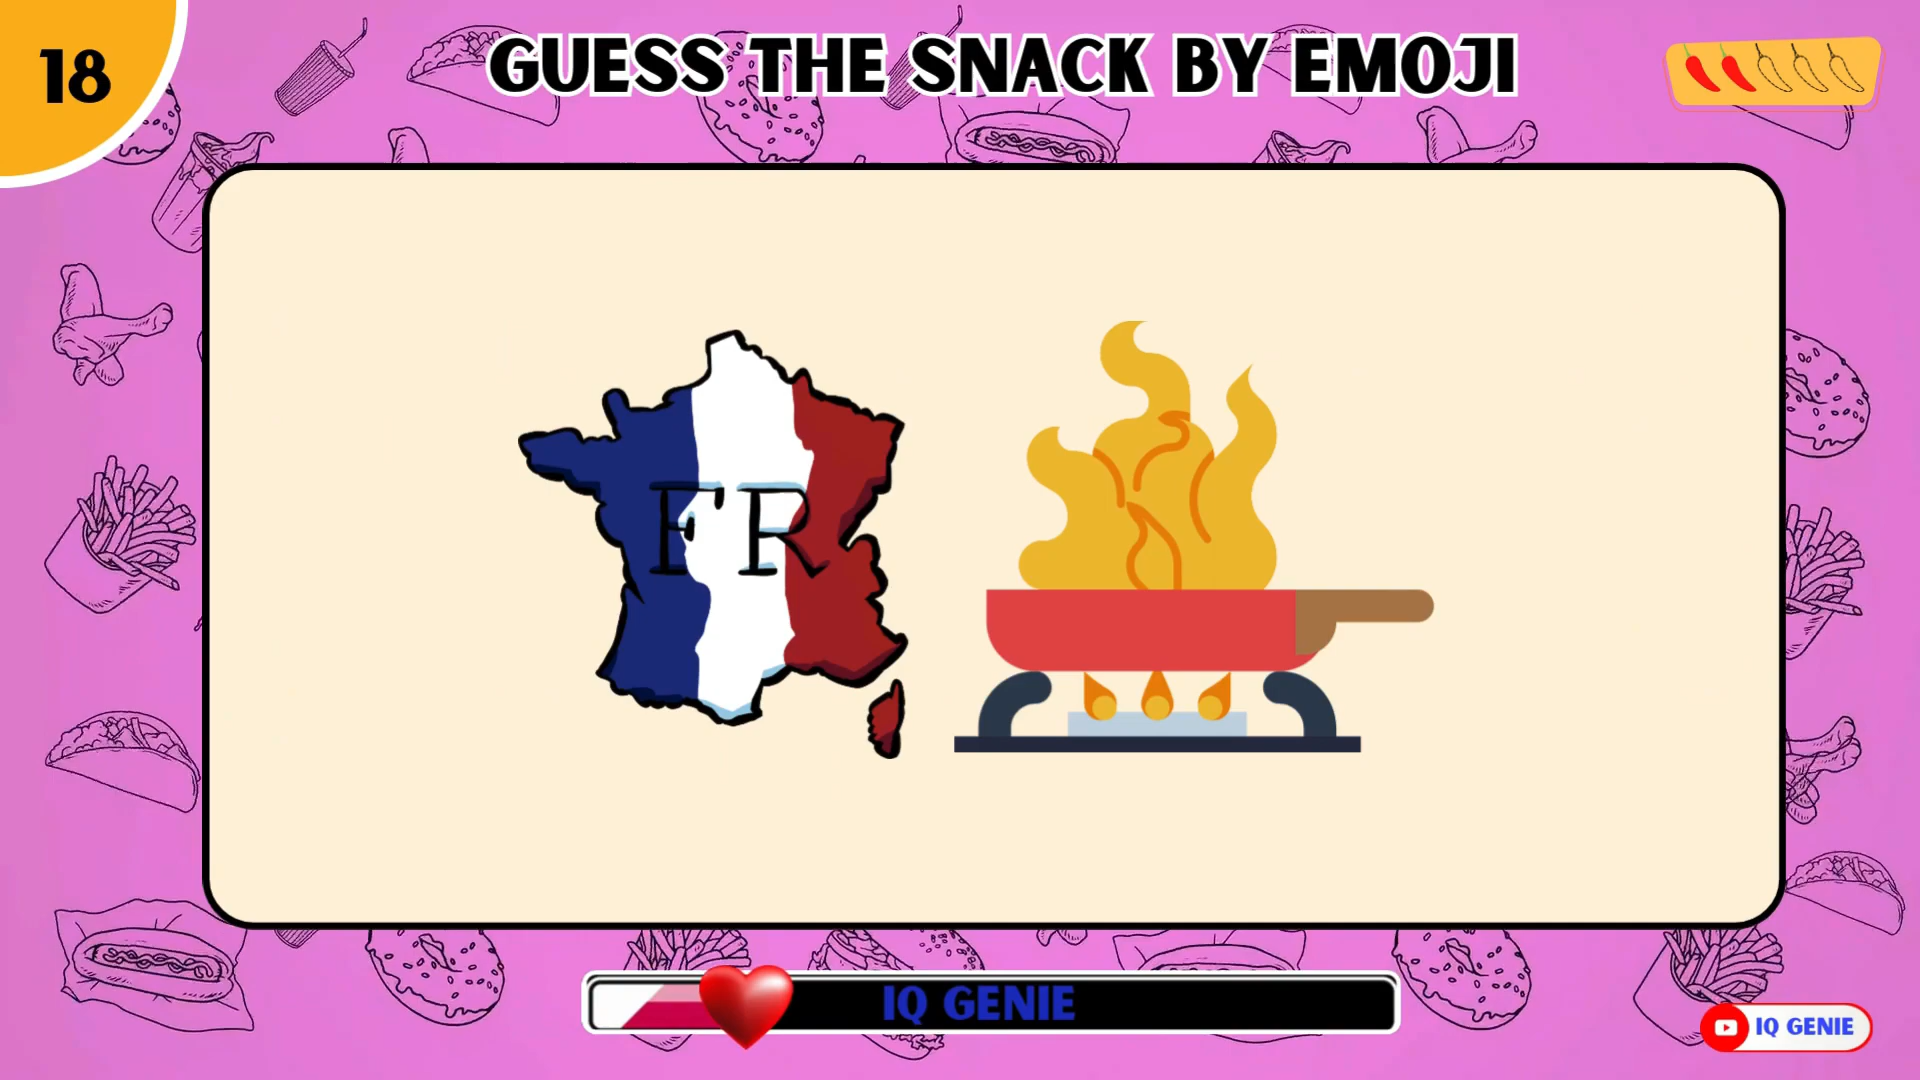 18
GUESS THE SNACK BY EMOJI
FR
IQ GENIE
IQ GENIE